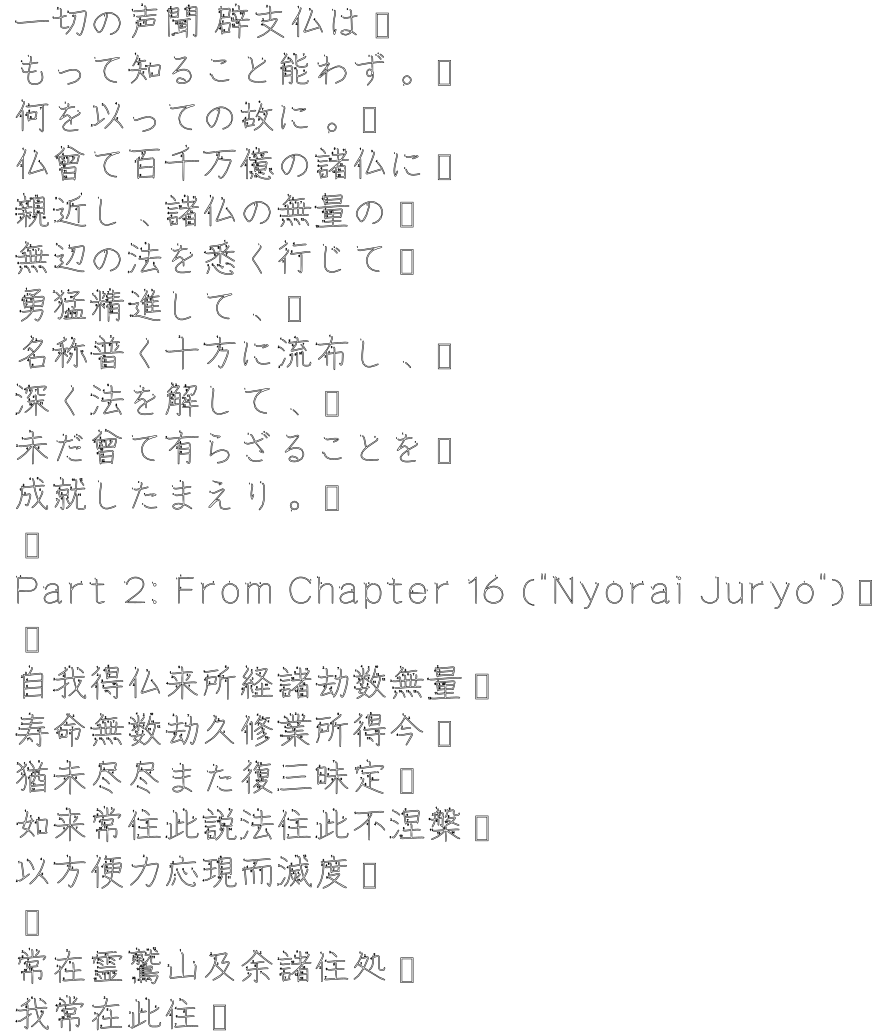 一切の声聞 辟支仏は
もって知ること能わず。
何を以っての故に。
仏曾て百千万億の諸仏に
親近し、諸仏の無量の
無辺の法を悉く行じて
勇猛精進して、
名称普く十方に流布し、
深く法を解して、
未だ曾て有らざることを
成就したまえり。
Part 2: From Chapter 16 ("Nyorai Juryo")
自我得仏来所経諸劫数無量
寿命無数劫久修業所得今
猶未尽尽また復三昧定
如来常住此説法住此不涅槃
以方便力応現而滅度
常在霊鷲山及余諸住処
我常在此住